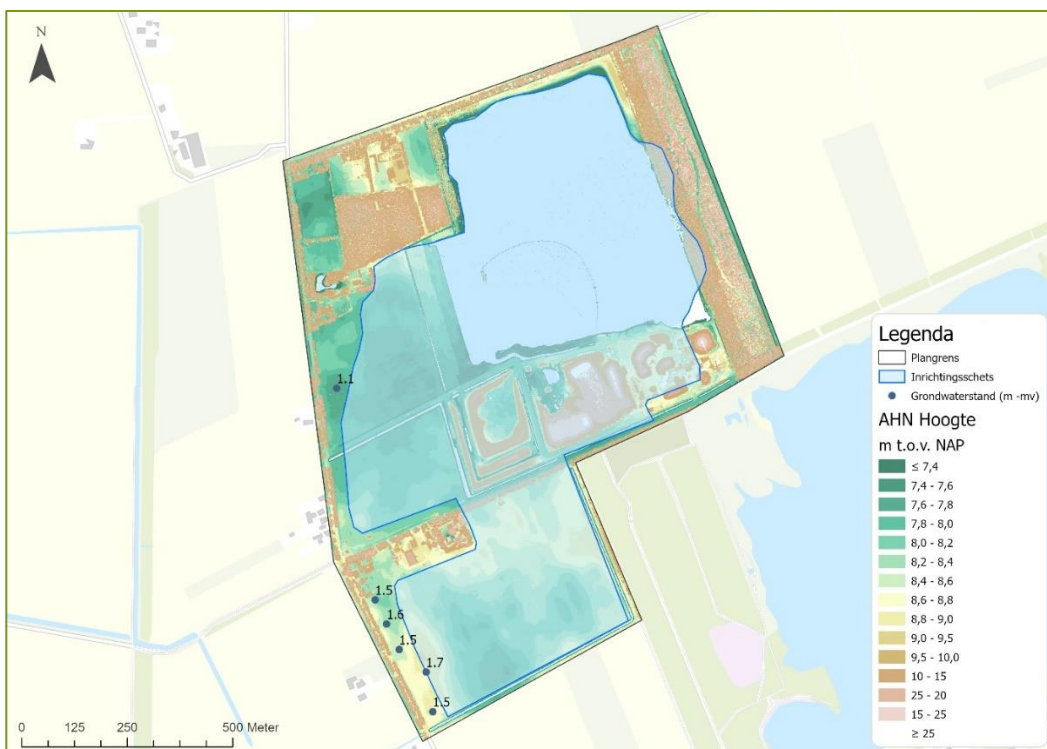 N
1.1
1.5
1.6
1.5
1.7
1.5
0 125 250 500 Meter
Legenda
Plangrens
Inrichtingsschets
Grondwaterstand (m -mv)
AHN Hoogte
m t.o.v. NAP
≤ 7,4
7,4 - 7,6
7,6 - 7,8
7,8 - 8,0
8,0 - 8,2
8,2 - 8,4
8,4 - 8,6
8,6 - 8,8
8,8 - 9,0
9,0 - 9,5
9,5 - 10,0
10 - 15
25 - 20
15 - 25
≥ 25